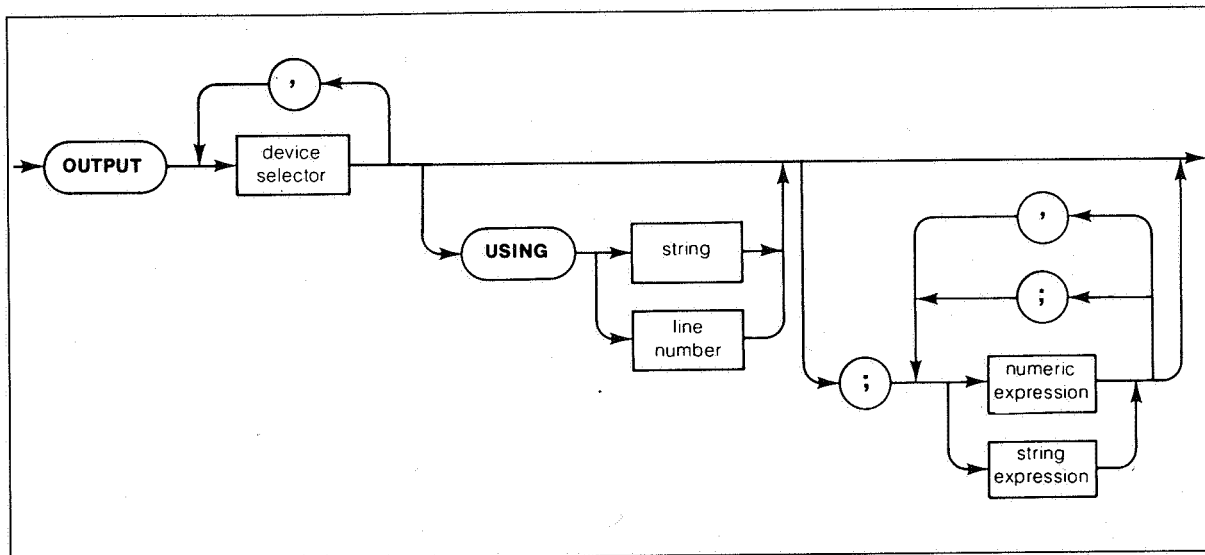 ,
OUTPUT
device
selector
USING
string
line
number
,
;
;
numeric
expression
string
expression